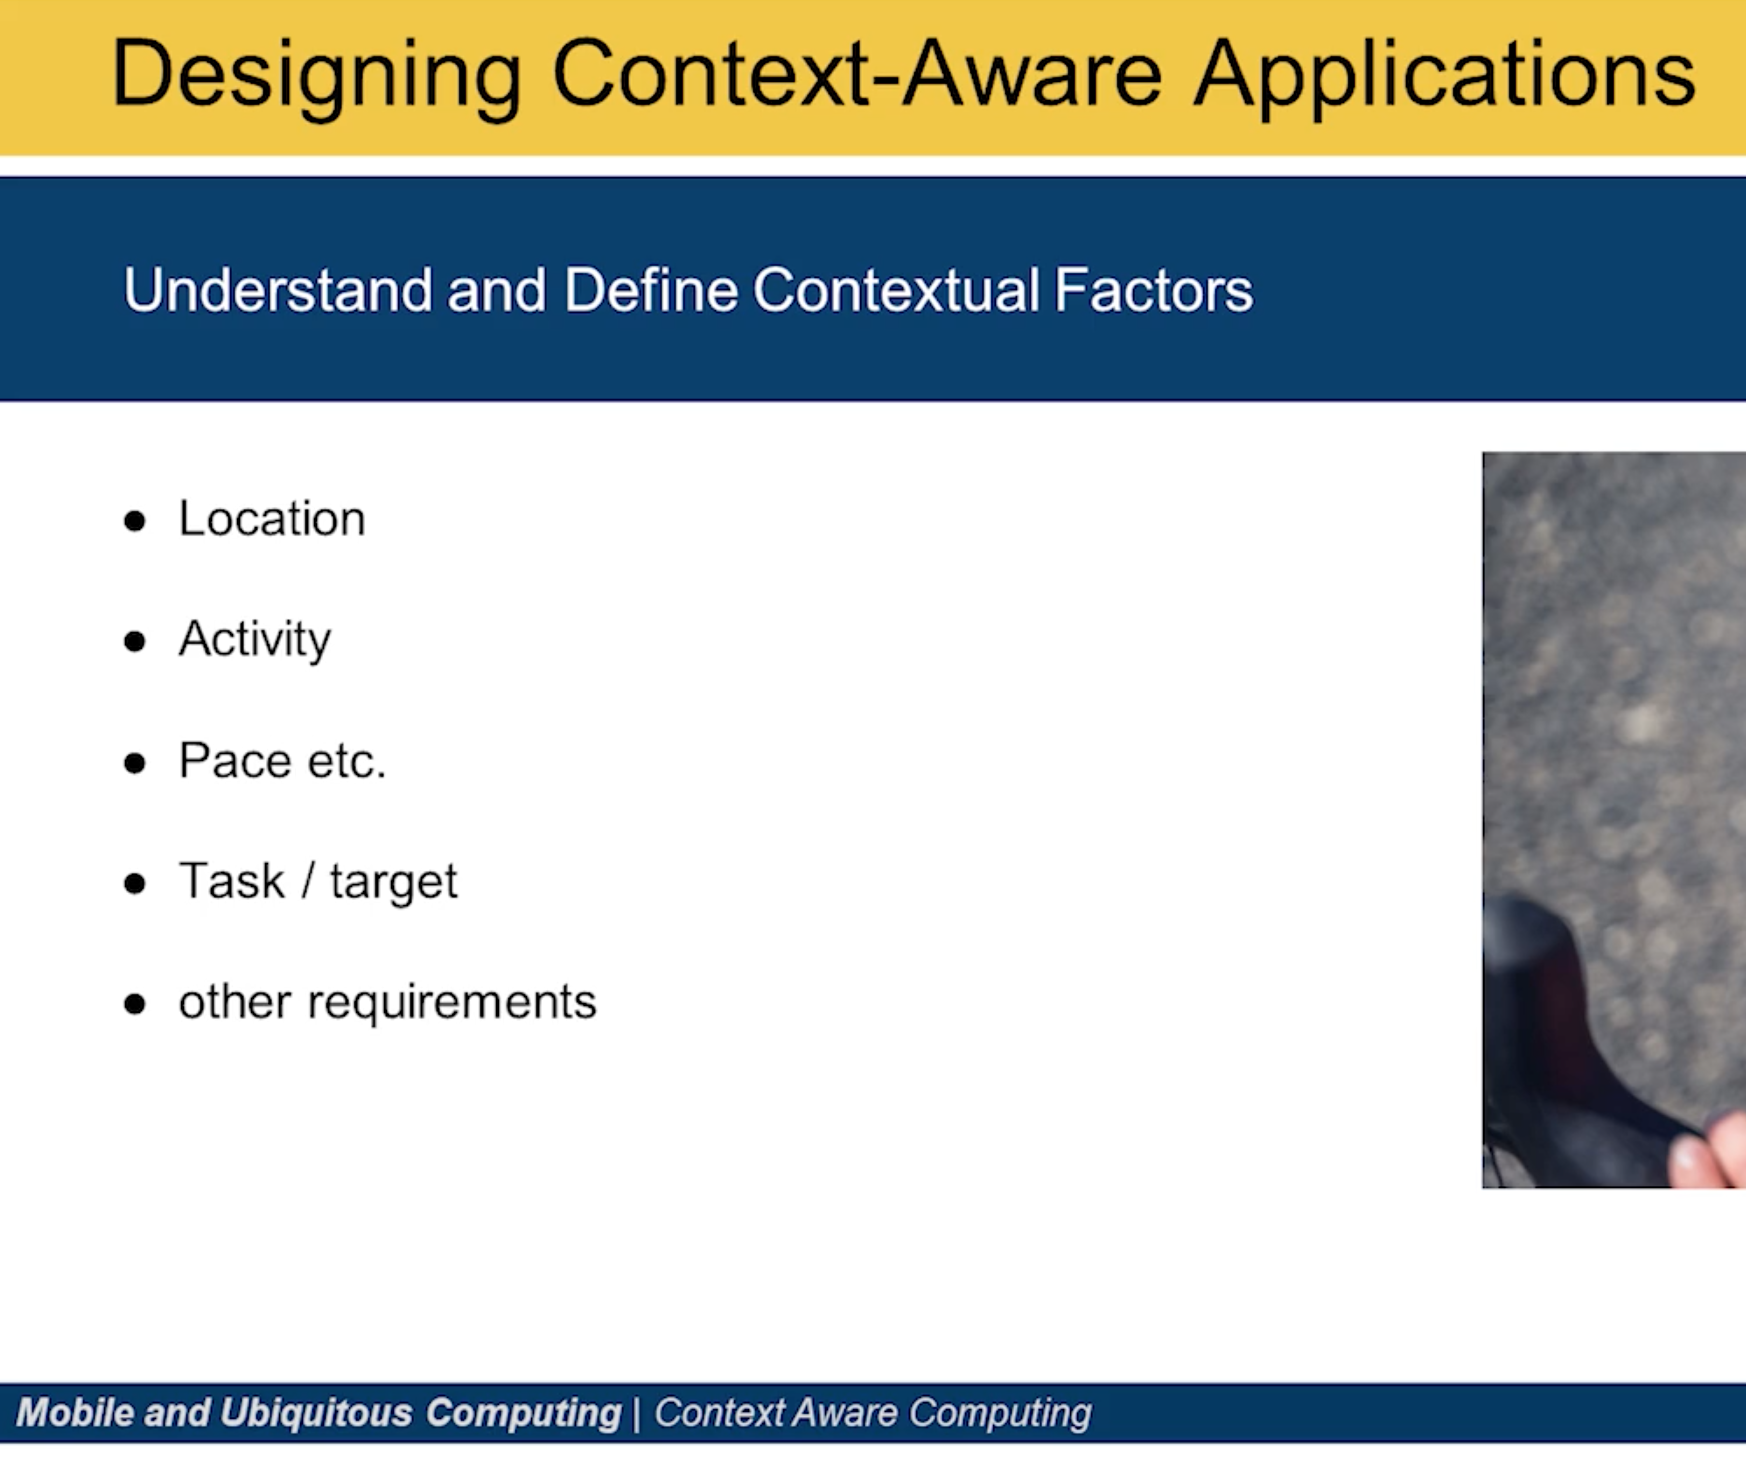 Designing Context-Aware Applications
Understand and Define Contextual Factors
● Location
● Activity
● Pace etc.
● Task / target
● other requirements
Mobile and Ubiquitous Computing | Context Aware Computing